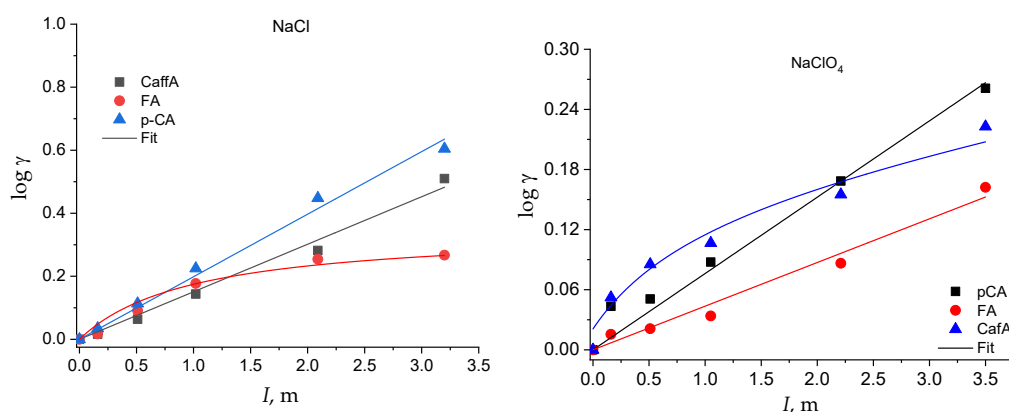 NaCl
1.0
0.8
0.6
0.4
0.2
0.0
log γ
CaffA
FA
p-CA
Fit
0.0 0.5 1.0 1.5 2.0 2.5 3.0 3.5
I, m
NaClO₄
0.30
0.24
0.18
0.12
0.06
0.00
log γ
pCA
FA
CafA
Fit
0.0 0.5 1.0 1.5 2.0 2.5 3.0 3.5
I, m